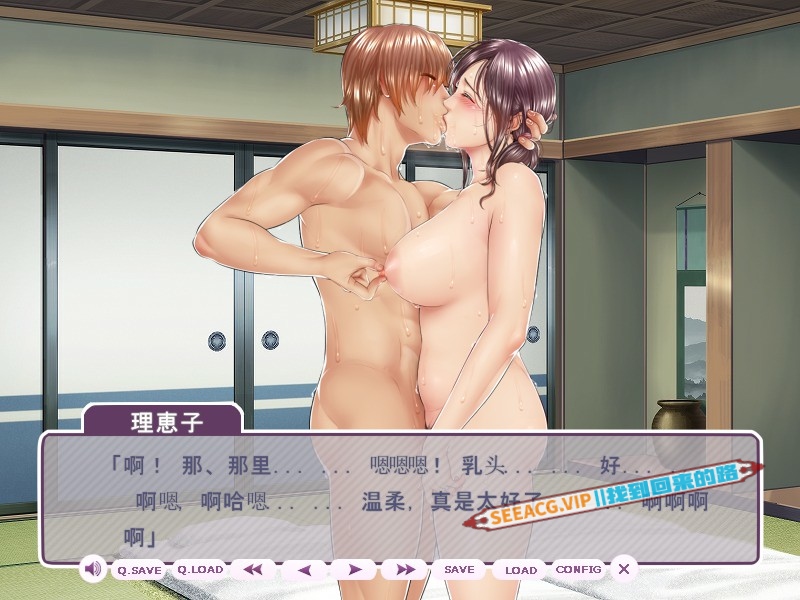 理恵子
「啊！ 那、那里... ... 嗯嗯嗯！ 乳头... ... 好... ...
啊嗯，啊哈嗯... ... 温柔，真是太好了... ... 啊啊啊
啊」
SEEACG.VIP||找到回来的路
Q.SAVE Q.LOAD SAVE LOAD CONFIG